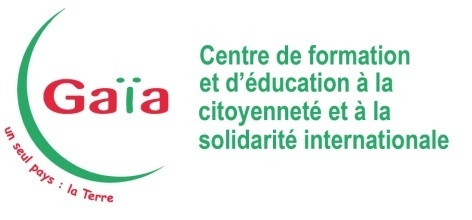 Gaïa
un seul pays : la Terre
Centre de formation
et d'éducation à la
citoyenneté et à la
solidarité internationale